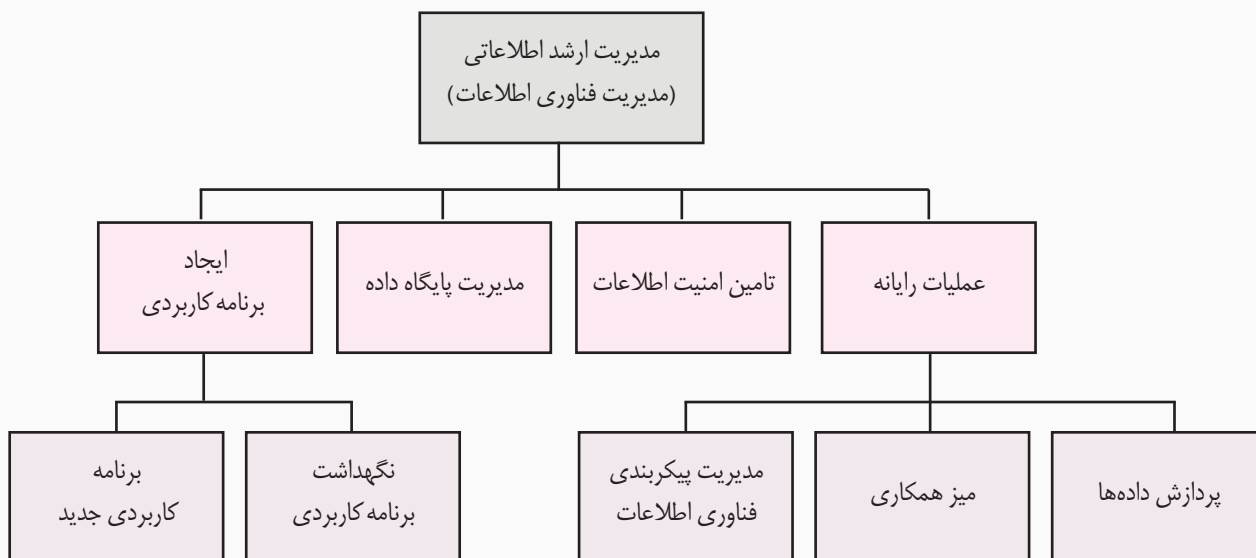 مدیریت ارشد اطلاعاتی
(مدیریت فناوری اطلاعات)
عملیات رایانه
تامین امنیت اطلاعات
مدیریت پایگاه داده
ایجاد
برنامه کاربردی
پردازش داده‌ها
میز همکاری
مدیریت پیکربندی
فناوری اطلاعات
نگهداشت
برنامه کاربردی
برنامه
کاربردی جدید